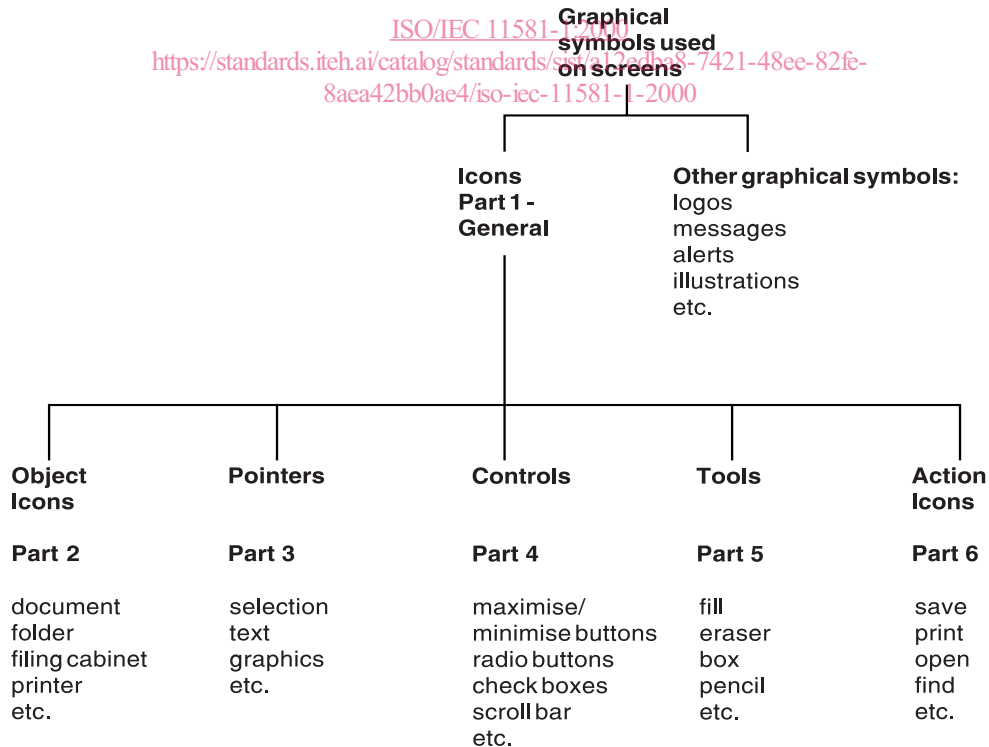 Graphical
symbols used
on screens
ISO/IEC 11581-1:2000
https://standards.iteh.ai/catalog/standards/sist/a12edba8-7421-48ee-82fe-
8aea42bb0ae4/iso-iec-11581-1-2000
Icons
Part 1 -
General
Other graphical symbols:
logos
messages
alerts
illustrations
etc.
Object
Icons
Part 2
document
folder
filing cabinet
printer
etc.
Pointers
Part 3
selection
text
graphics
etc.
Controls
Part 4
maximise/
minimise buttons
radio buttons
check boxes
scroll bar
etc.
Tools
Part 5
fill
eraser
box
pencil
etc.
Action
Icons
Part 6
save
print
open
find
etc.